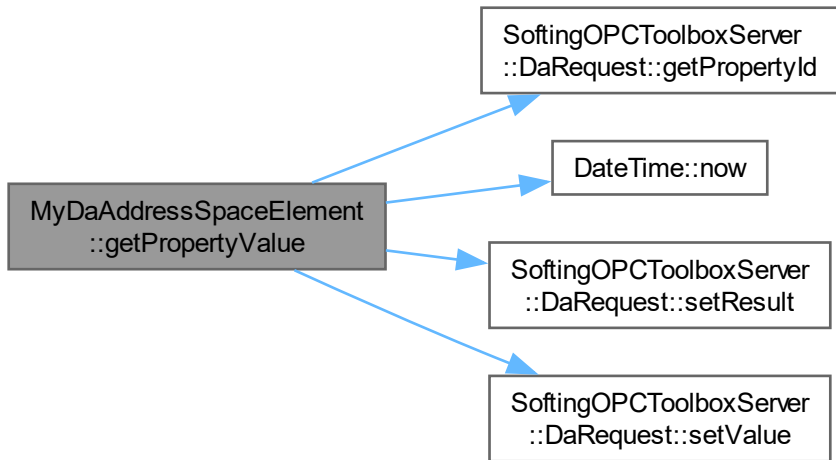 SoftingOPCToolboxServer
::DaRequest::getPropertyId
DateTime::now
MyDaAddressSpaceElement
::getPropertyValue
SoftingOPCToolboxServer
::DaRequest::setResult
SoftingOPCToolboxServer
::DaRequest::setValue